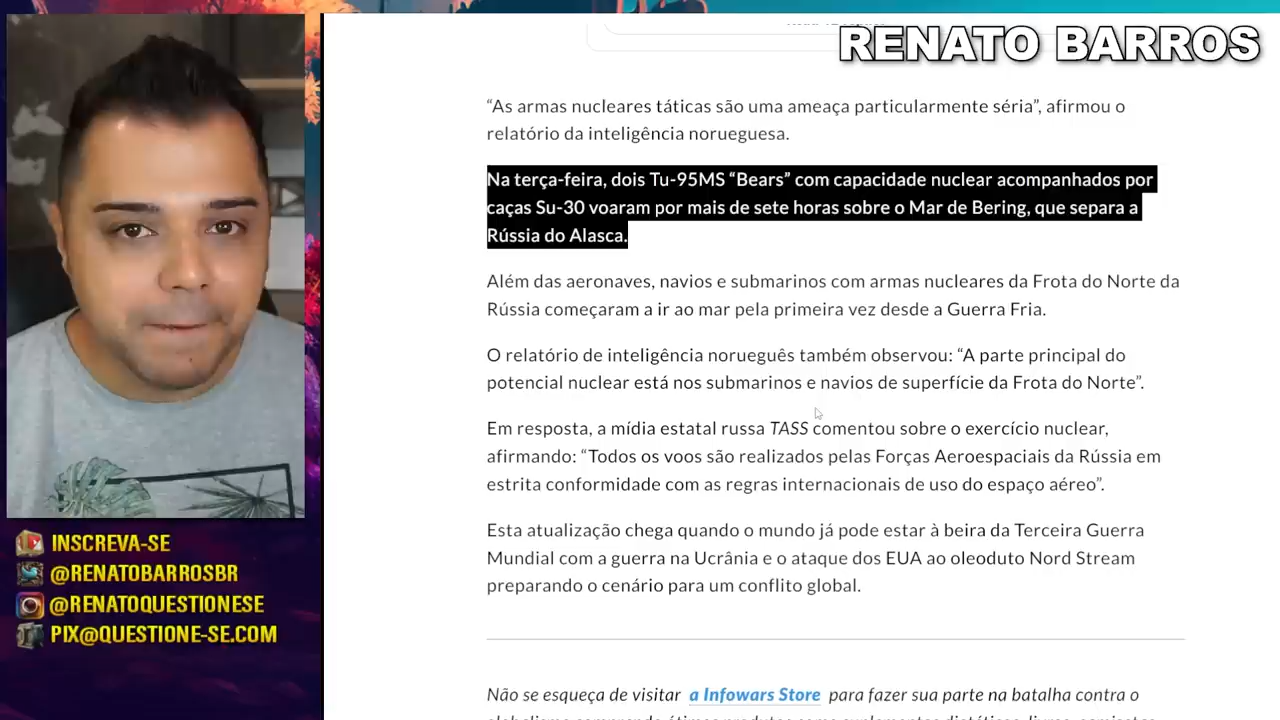 RENATO BARROS
“As armas nucleares táticas são uma ameaça particularmente séria”, afirmou o
relatório da inteligência norueguesa.
Na terça-feira, dois Tu-95MS “Bears” com capacidade nuclear acompanhados por
caças Su-30 voaram por mais de sete horas sobre o Mar de Bering, que separa a
Rússia do Alasca.
Além das aeronaves, navios e submarinos com armas nucleares da Frota do Norte da
Rússia começaram a ir ao mar pela primeira vez desde a Guerra Fria.
O relatório de inteligência norueguês também observou: “A parte principal do
potencial nuclear está nos submarinos e navios de superfície da Frota do Norte”.
Em resposta, a mídia estatal russa TASS comentou sobre o exercício nuclear,
afirmando: “Todos os voos são realizados pelas Forças Aeroespaciais da Rússia em
estrita conformidade com as regras internacionais de uso do espaço aéreo”.
Esta atualização chega quando o mundo já pode estar à beira da Terceira Guerra
Mundial com a guerra na Ucrânia e o ataque dos EUA ao oleoduto Nord Stream
preparando o cenário para um conflito global.
Não se esqueça de visitar a Infowars Store para fazer sua parte na batalha contra o
INSCREVA-SE
@RENATOBARROSBR
@RENATOQUESTIONESE
PIX@QUESTIONE-SE.COM